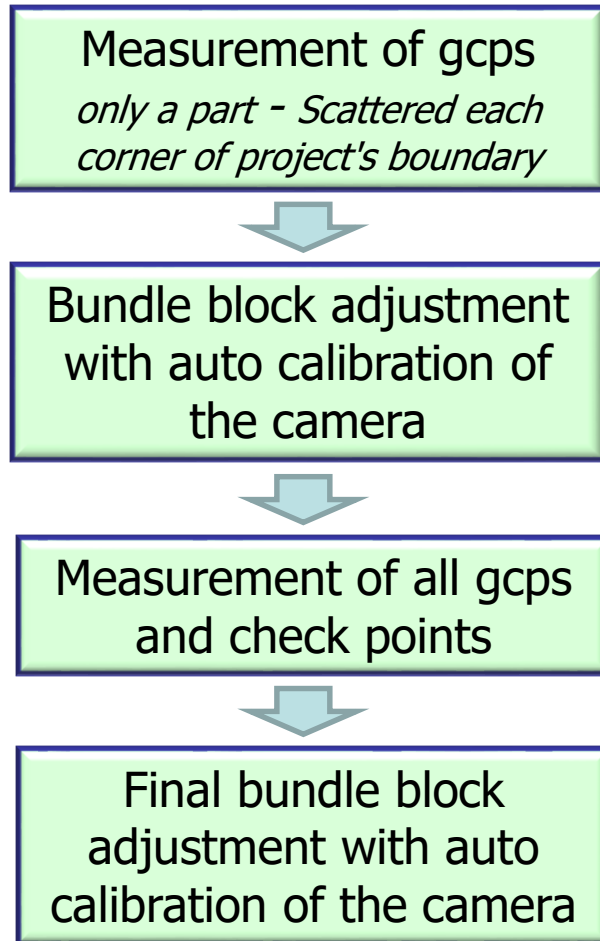 Measurement of gcps
only a part - Scattered each
corner of project's boundary
Bundle block adjustment
with auto calibration of
the camera
Measurement of all gcps
and check points
Final bundle block
adjustment with auto
calibration of the camera